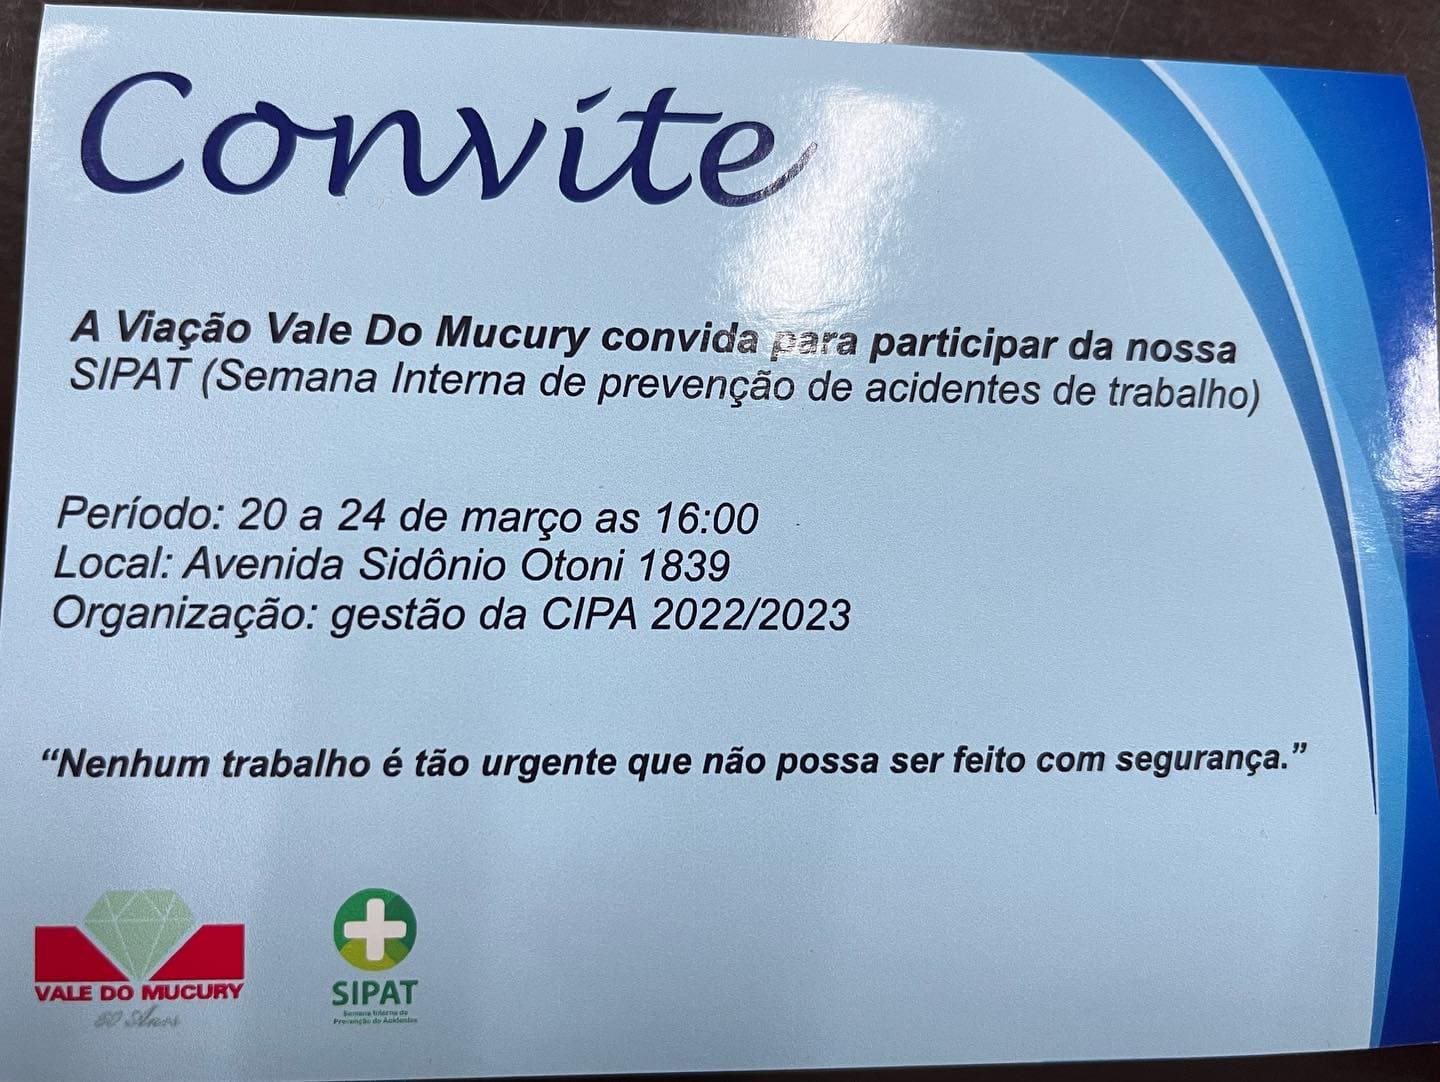 Convite
A Viação Vale Do Mucury convida para participar da nossa
SIPAT (Semana Interna de prevenção de acidentes de trabalho)
Período: 20 a 24 de março as 16:00
Local: Avenida Sidônio Otoni 1839
Organização: gestão da CIPA 2022/2023
“Nenhum trabalho é tão urgente que não possa ser feito com segurança.”
VALE DO MUCURY
Anos
SIPAT
Semana Interna de
Prevenção de Acidentes